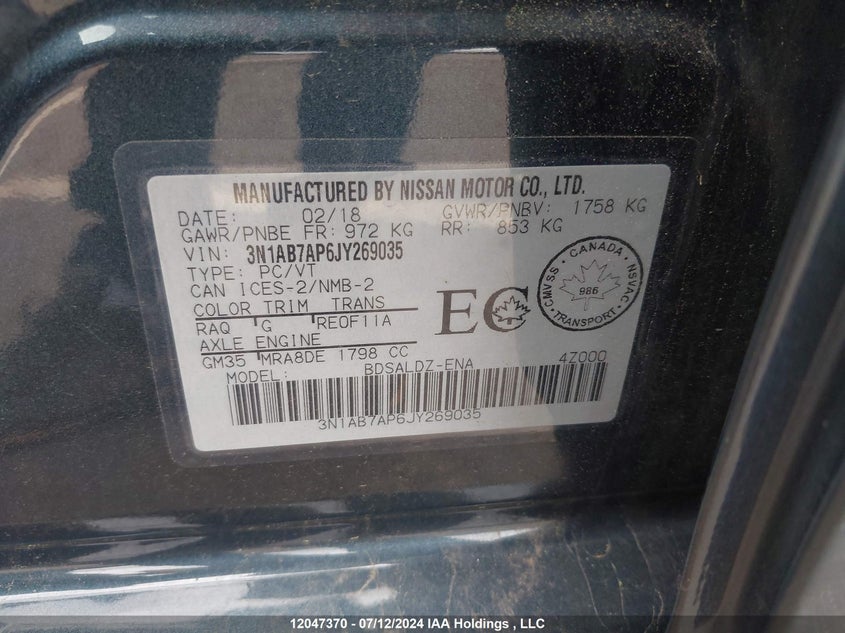 MANUFACTURED BY NISSAN MOTOR CO., LTD.
DATE: 02/18 GVWR/PNBV: 1758 KG
GAWR/PNBE FR: 972 KG RR: 853 KG
VIN: 3N1AB7AP6JY269035
TYPE: PC/VT
CAN ICES-2/NMB-2
COLOR TRIM TRANS
RAQ G RE0F11A
AXLE ENGINE
GM35 MRA8DE 1798 CC
MODEL: BDSALDZ-ENA 4Z000
3N1AB7AP6JY269035
EC
CANADA
CMVSS 986 NSVAC
TRANSPORT
12047370 - 07/12/2024 IAA Holdings , LLC